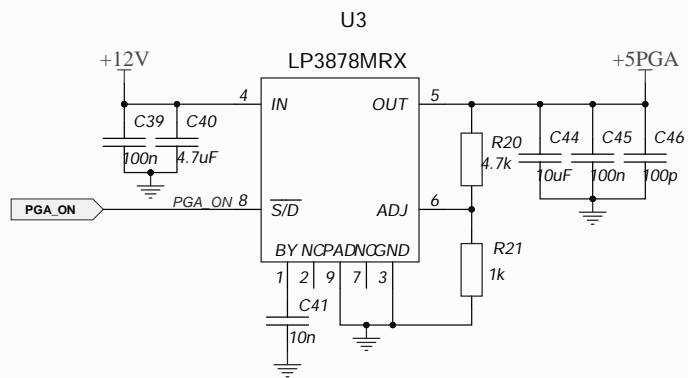 U3
LP3878MRX
+12V
+5PGA
4
IN
OUT
5
C39
100n
C40
4.7uF
R20
4.7k
C44
10uF
C45
100n
C46
100p
PGA_ON
PGA_ON
8
S/D
ADJ
6
BY
NC
PAD
NC
GND
1
2
9
7
3
R21
1k
C41
10n